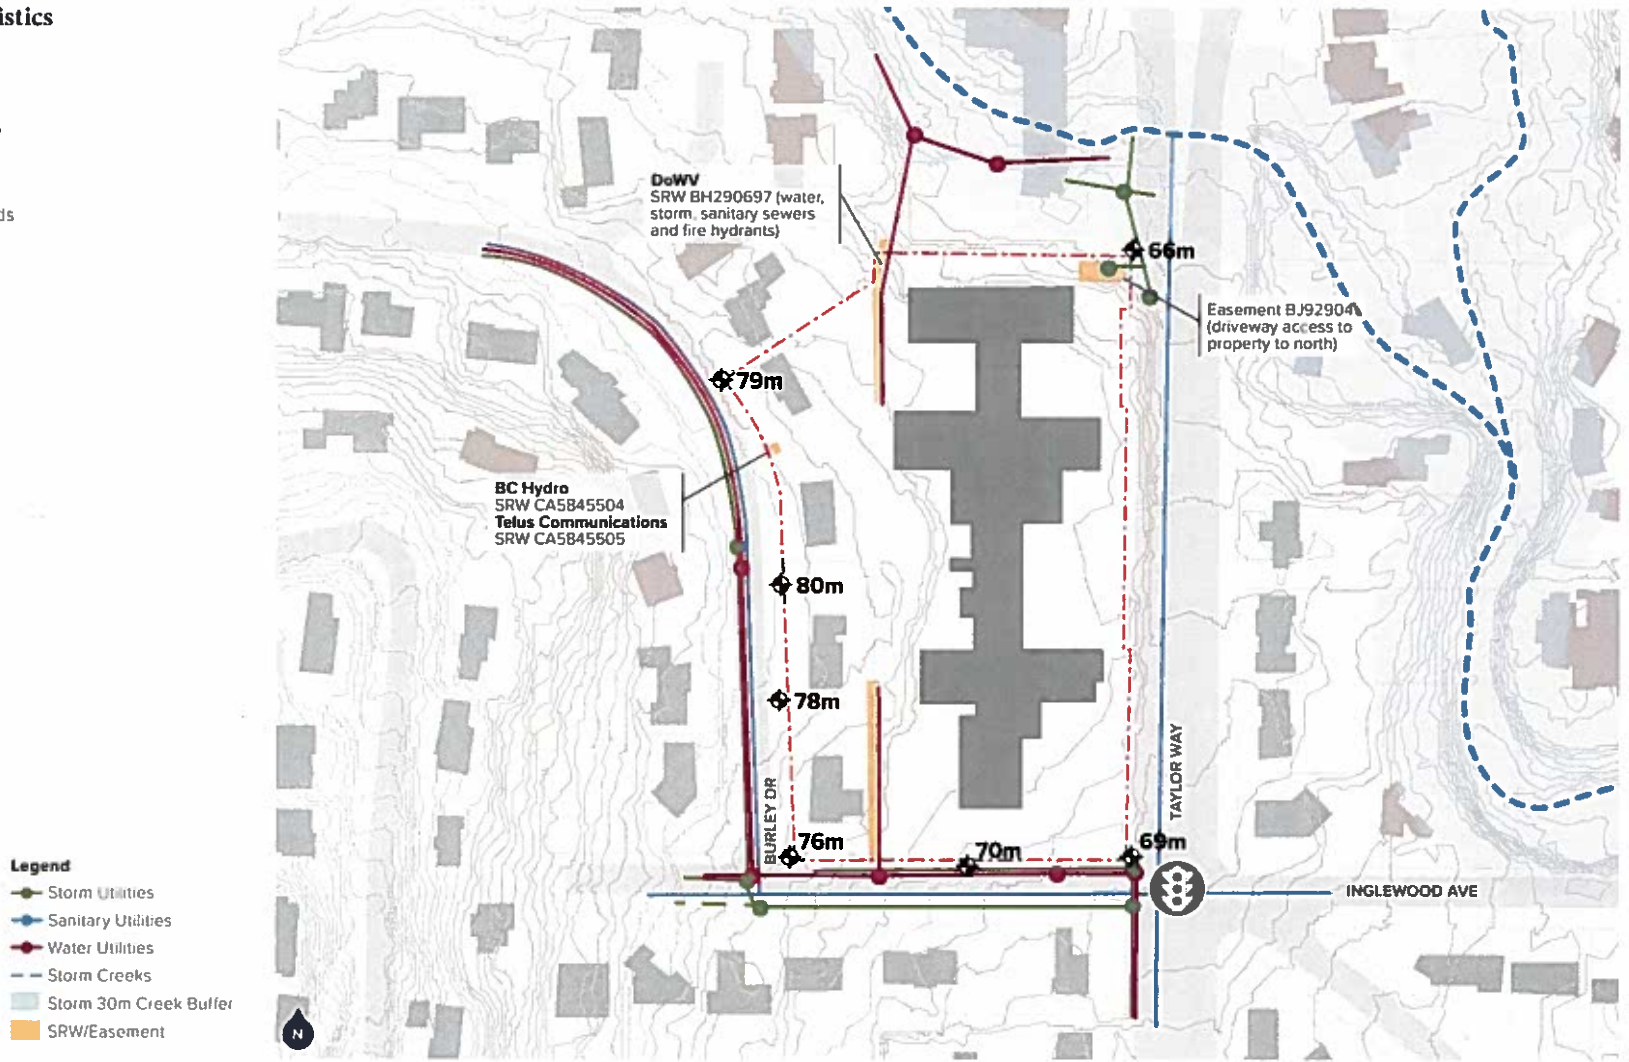 istics
ds
DoWV
SRW BH290697 (water,
storm, sanitary sewers
and fire hydrants)
66m
Easement BJ92904
(driveway access to
property to north)
79m
BC Hydro
SRW CA5845504
Telus Communications
SRW CA5845505
80m
78m
TAYLOR WAY
BURLEY DR
76m
70m
69m
INGLEWOOD AVE
Legend
Storm Utilities
Sanitary Utilities
Water Utilities
Storm Creeks
Storm 30m Creek Buffer
SRW/Easement
N